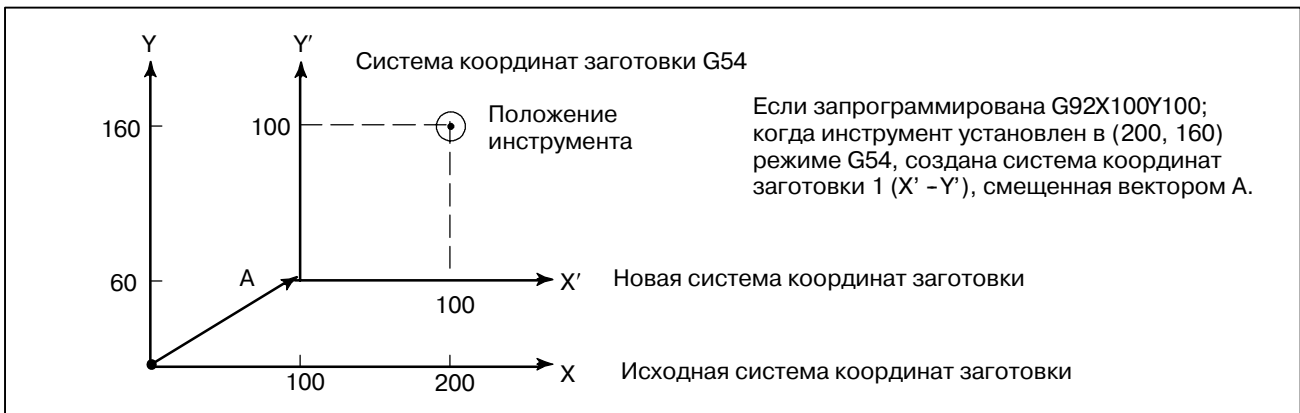 Y
Y′
Система координат заготовки G54
160
100
Положение
инструмента
Если запрограммирована G92X100Y100;
когда инструмент установлен в (200, 160)
режиме G54, создана система координат
заготовки 1 (X' –Y'), смещенная вектором А.
60
A
X′
Новая система координат заготовки
100
100
200
X
Исходная система координат заготовки